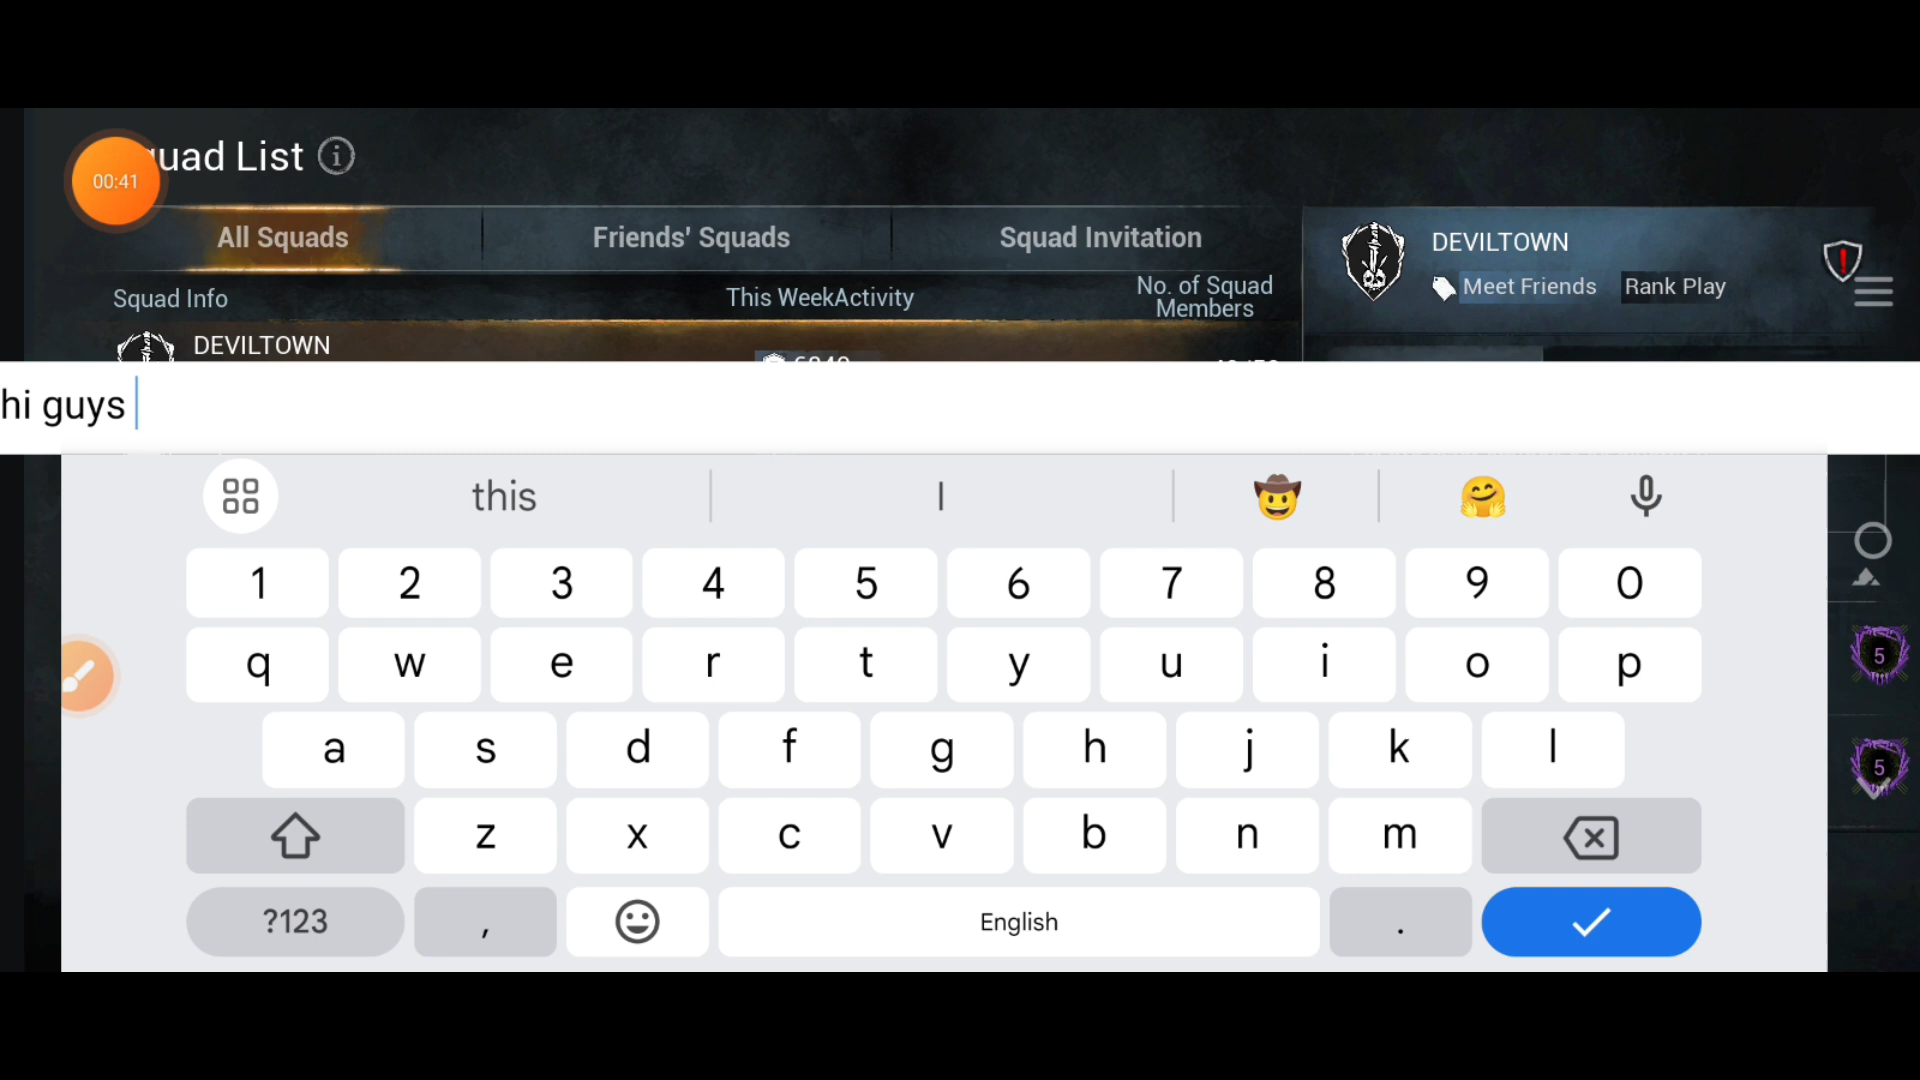 uad List
00:41
All Squads
Friends' Squads
Squad Invitation
DEVILTOWN
Meet Friends
Rank Play
Squad Info
This WeekActivity
No. of Squad
Members
DEVILTOWN
hi guys
this
I
1 2 3 4 5 6 7 8 9 0
q w e r t y u i o p
a s d f g h j k l
z x c v b n m
?123 , English .
5
5